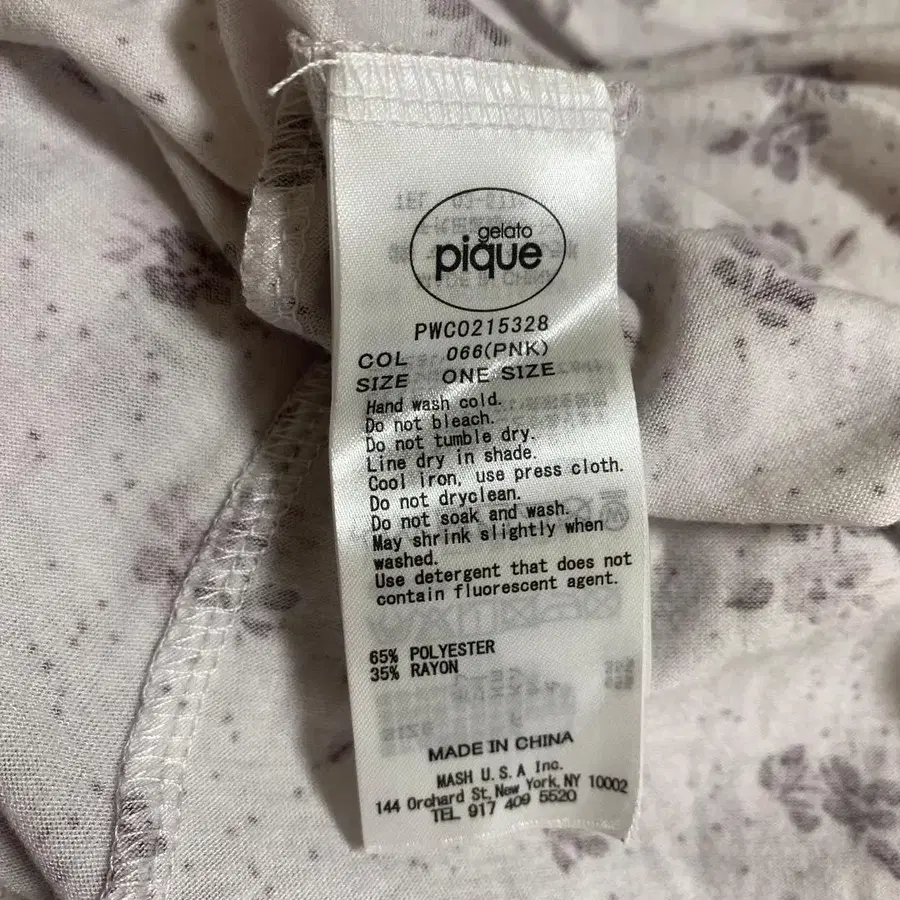 gelato
pique
PWCO215328
COL 066(PNK)
SIZE ONE SIZE
Hand wash cold.
Do not bleach.
Do not tumble dry.
Line dry in shade.
Cool iron, use press cloth.
Do not dryclean.
Do not soak and wash.
May shrink slightly when
washed.
Use detergent that does not
contain fluorescent agent.
65% POLYESTER
35% RAYON
MADE IN CHINA
MASH U.S.A Inc.
144 Orchard St, New York, NY 10002
TEL 917 409 5520